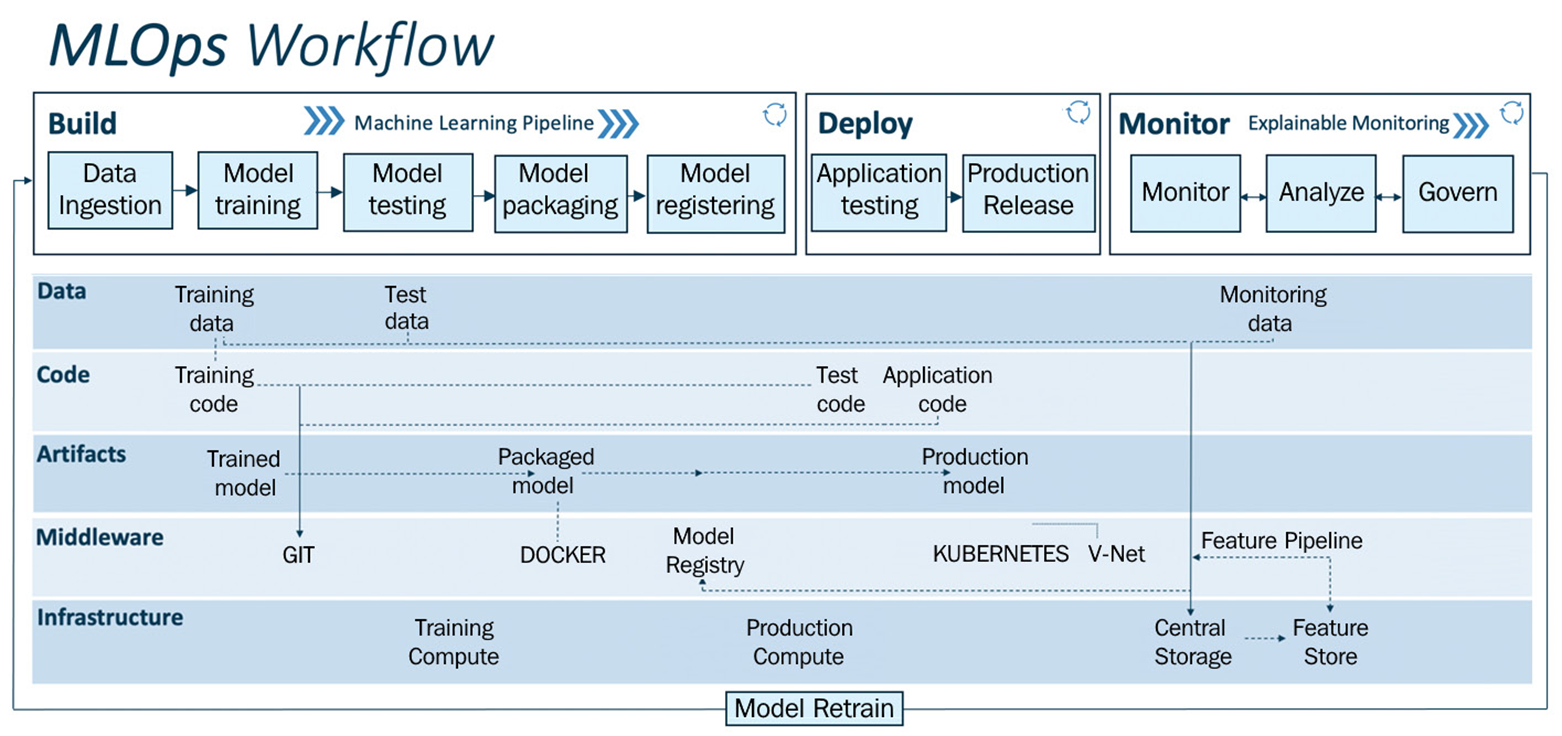 MLOps Workflow
Build
Machine Learning Pipeline
Data
Ingestion
Model
training
Model
testing
Model
packaging
Model
registering
Deploy
Application
testing
Production
Release
Monitor
Explainable Monitoring
Monitor
Analyze
Govern
Data
Training
data
Test
data
Monitoring
data
Code
Training
code
Test
code
Application
code
Artifacts
Trained
model
Packaged
model
Production
model
Middleware
GIT
DOCKER
Model
Registry
KUBERNETES
V-Net
Feature Pipeline
Infrastructure
Training
Compute
Production
Compute
Central
Storage
Feature
Store
Model Retrain